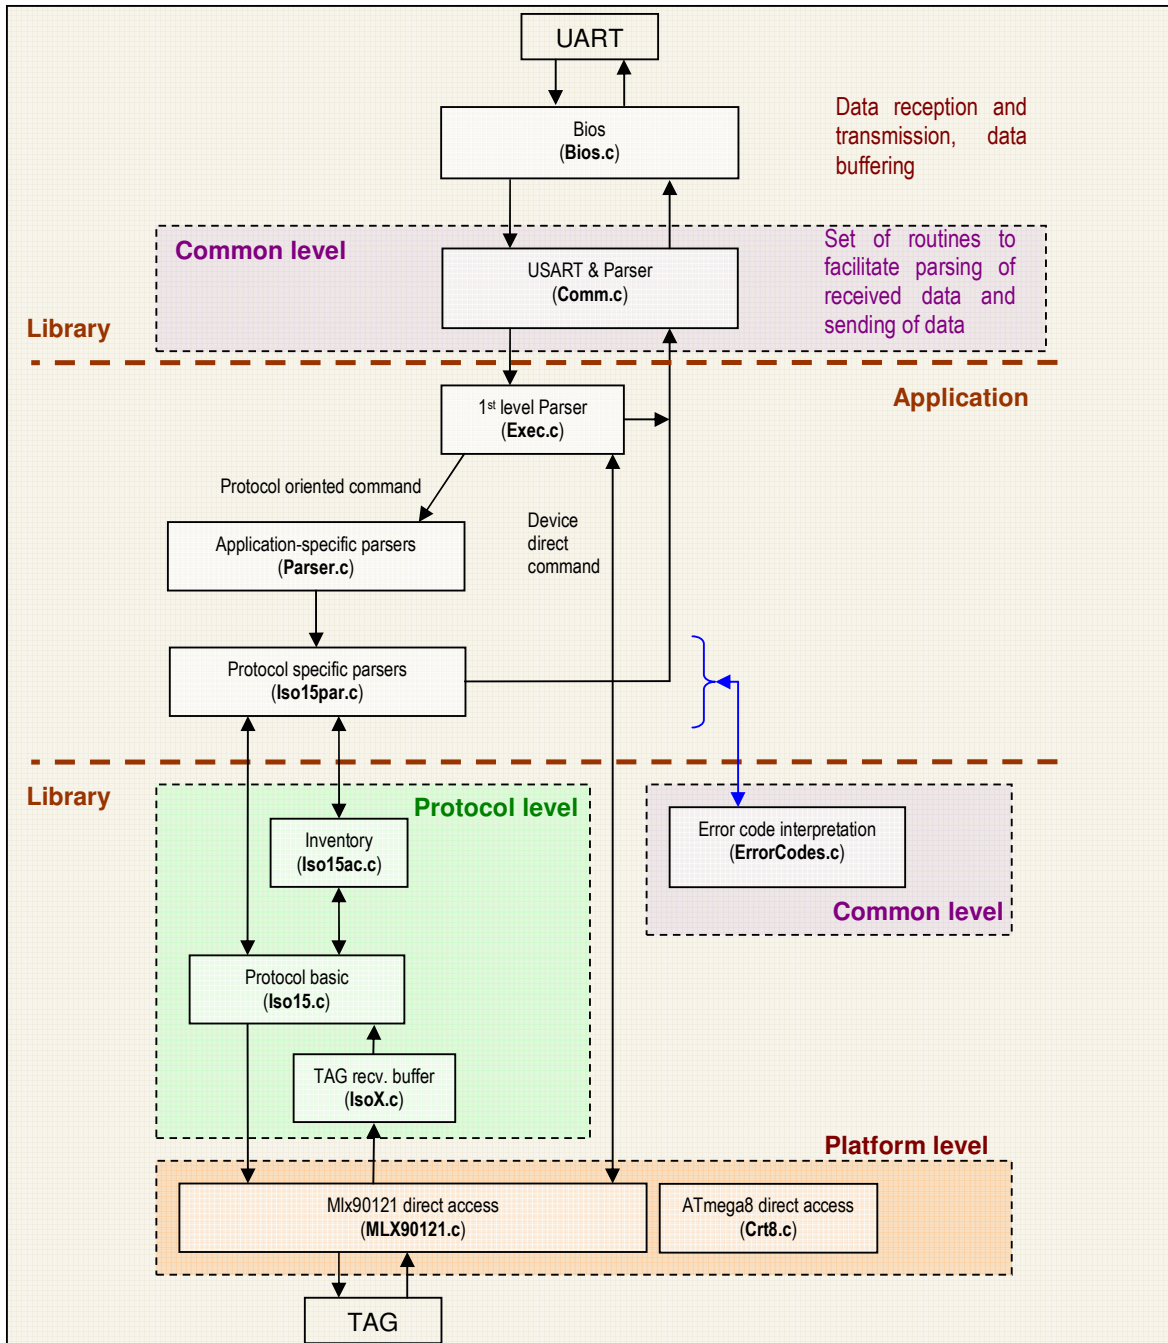 UART
Bios
(Bios.c)
Data reception and
transmission, data
buffering
Common level
USART & Parser
(Comm.c)
Set of routines to
facilitate parsing of
received data and
sending of data
Library
Application
1st level Parser
(Exec.c)
Protocol oriented command
Device
direct
command
Application-specific parsers
(Parser.c)
Protocol specific parsers
(Iso15par.c)
Library
Protocol level
Inventory
(Iso15ac.c)
Error code interpretation
(ErrorCodes.c)
Common level
Protocol basic
(Iso15.c)
TAG recv. buffer
(IsoX.c)
Platform level
Mlx90121 direct access
(MLX90121.c)
ATmega8 direct access
(Crt8.c)
TAG